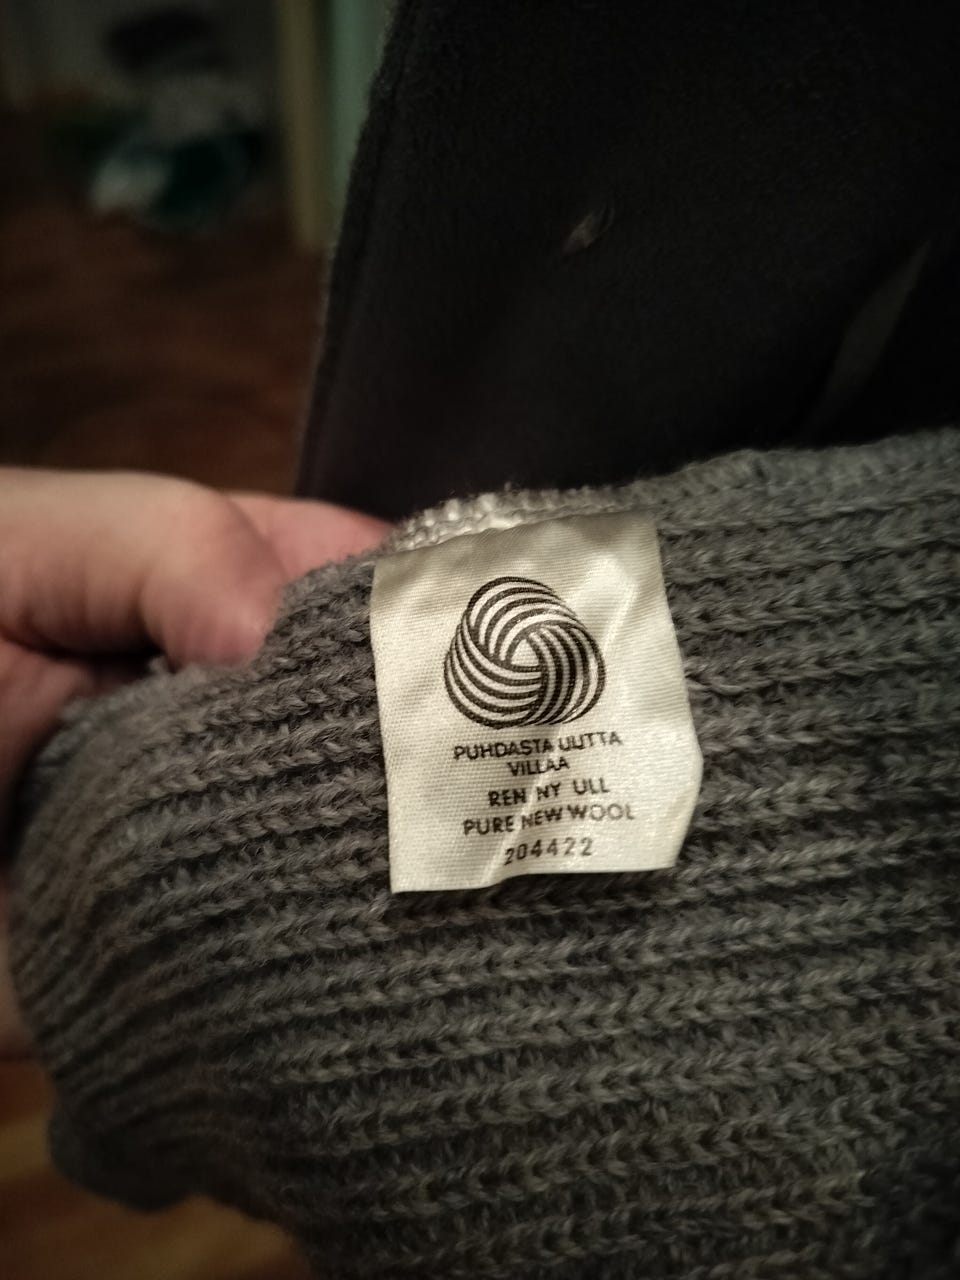 PUHDASTA UUTTA
VILLAA
REN NY ULL
PURE NEW WOOL
204422